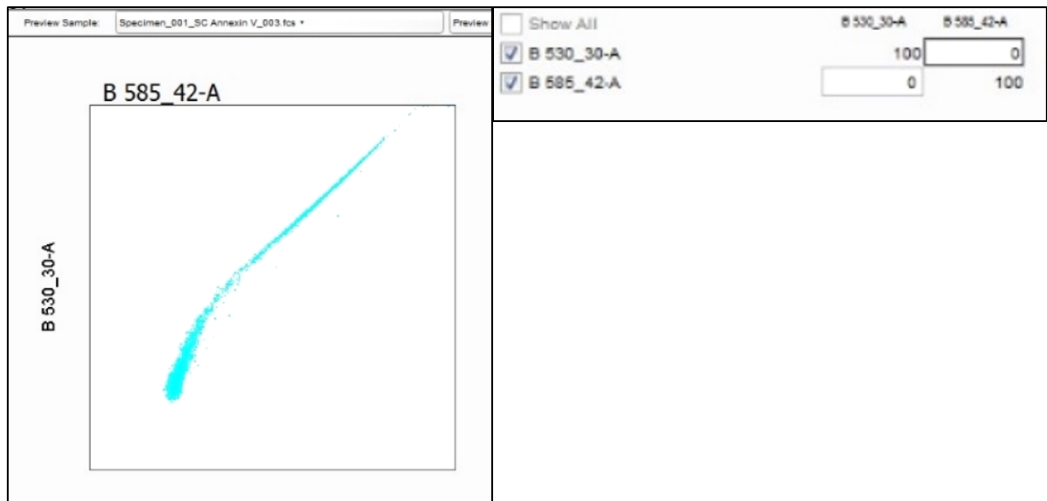 Preview Sample: Specimen_001_SC Annexin V_003.fcs Preview
B 585_42-A
B 530_30-A
Show All B 530_30-A B 585_42-A
B 530_30-A 100 0
B 585_42-A 0 100